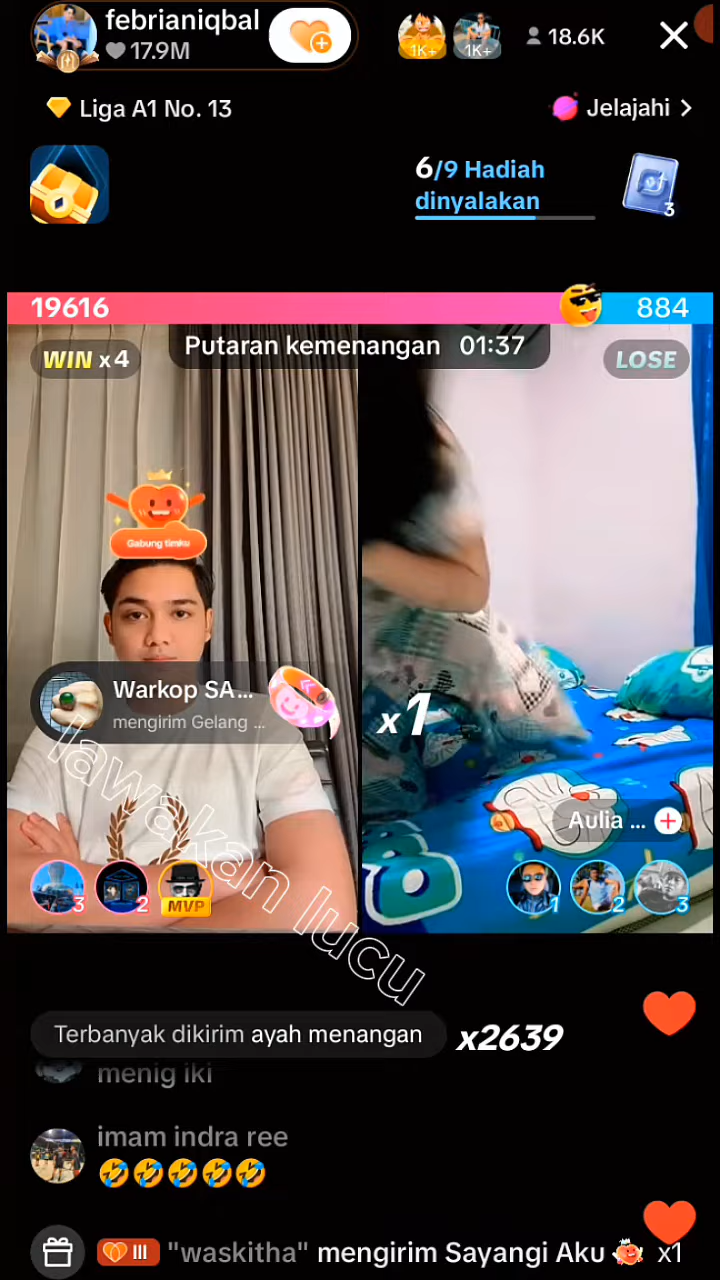 febrianiqbal
17.9M
1K+
1K+
18.6K
Liga A1 No. 13
Jelajahi
6/9 Hadiah
dinyalakan
3
19616
884
WIN x4
Putaran kemenangan 01:37
LOSE
Gabung timku
Warkop SA...
mengirim Gelang ...
x1
lawakan lucu
Aulia ...
3
2
MVP
1
2
3
Terbanyak dikirim ayah menangan
x2639
menig iki
imam indra ree
🤣🤣🤣🤣🤣
III "waskitha" mengirim Sayangi Aku x1